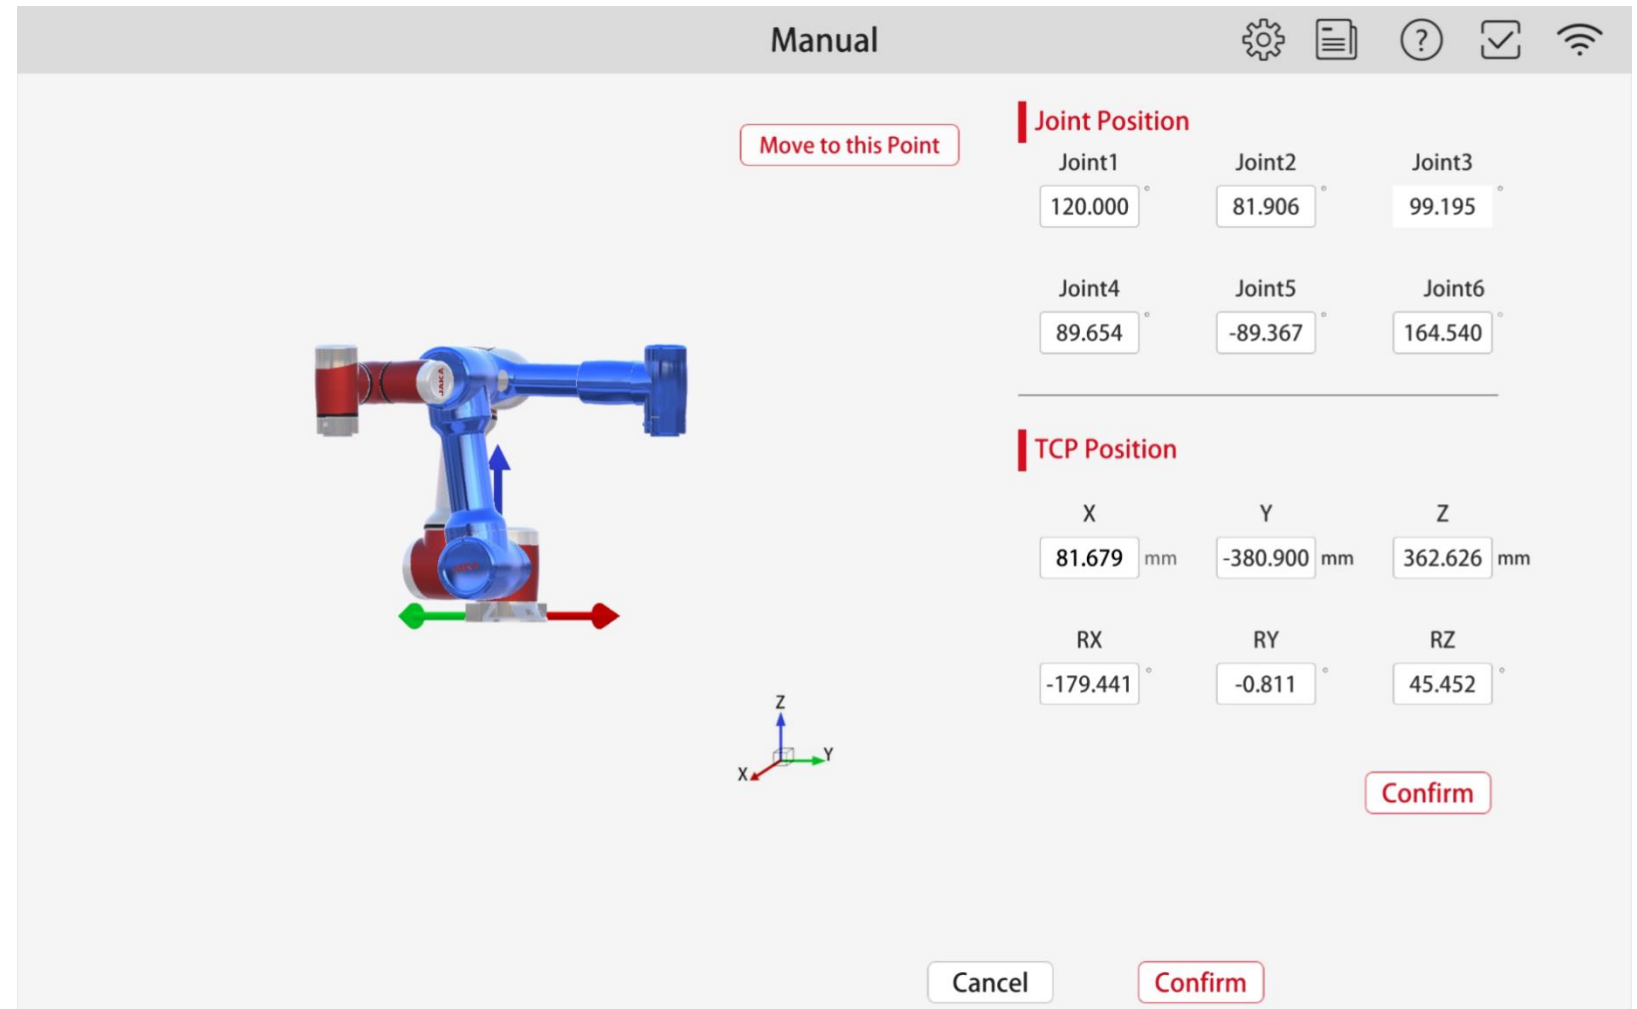 Manual
Move to this Point
Joint Position
Joint1 Joint2 Joint3
120.000 ° 81.906 ° 99.195 °
Joint4 Joint5 Joint6
89.654 ° -89.367 ° 164.540 °
JAKA
TCP Position
X Y Z
81.679 mm -380.900 mm 362.626 mm
RX RY RZ
-179.441 ° -0.811 ° 45.452 °
Z
Y
X
Confirm
Cancel Confirm